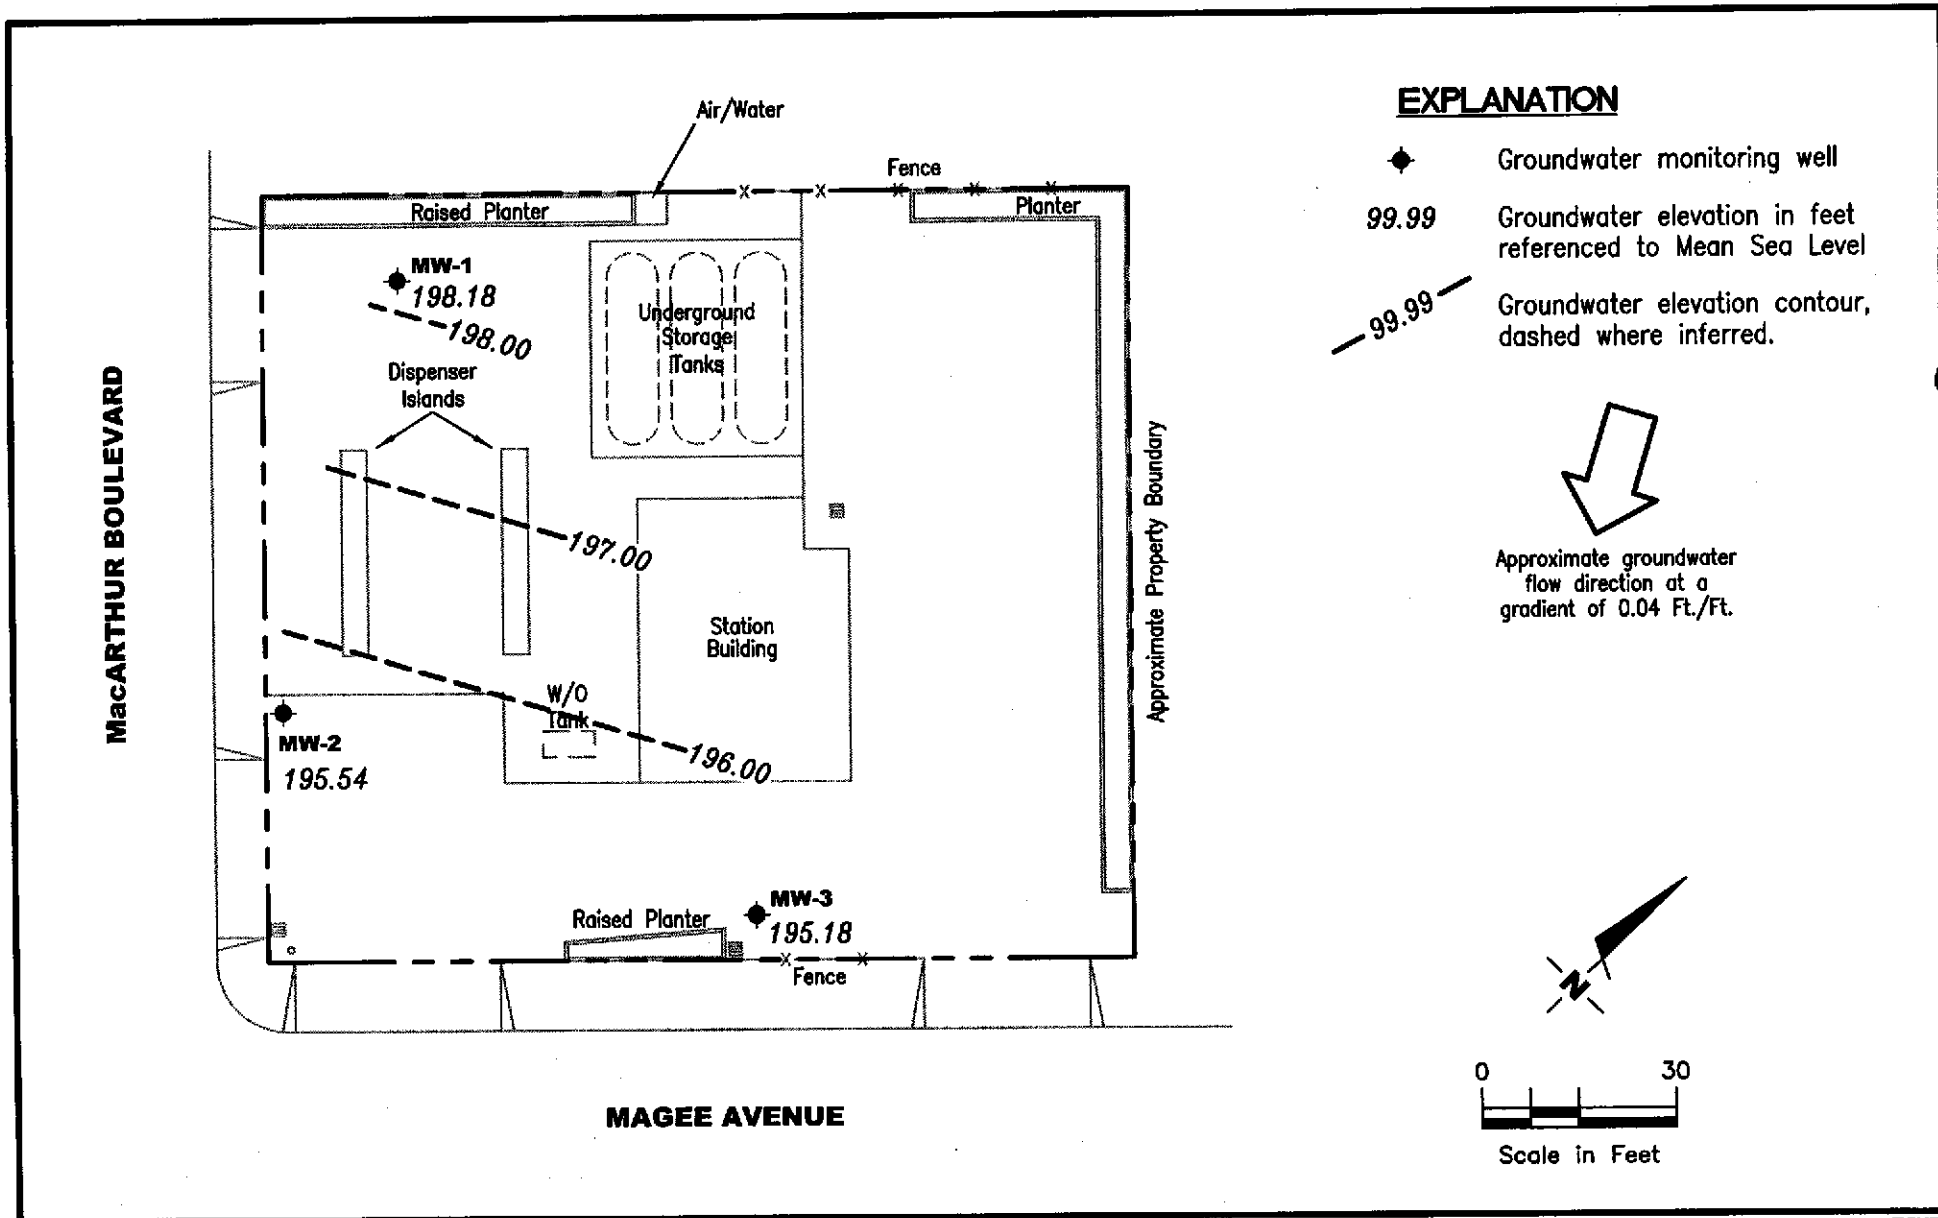 EXPLANATION
Groundwater monitoring well
99.99
Groundwater elevation in feet
referenced to Mean Sea Level
99.99
Groundwater elevation contour,
dashed where inferred.
Approximate groundwater
flow direction at a
gradient of 0.04 Ft./Ft.
Air/Water
Fence
Raised Planter
Planter
MW-1
198.18
198.00
Underground
Storage
Tanks
Dispenser
Islands
197.00
Station
Building
W/O
Tank
196.00
MW-2
195.54
MW-3
195.18
Raised Planter
Fence
Approximate Property Boundary
MacARTHUR BOULEVARD
MAGEE AVENUE
N
0 30
Scale in Feet